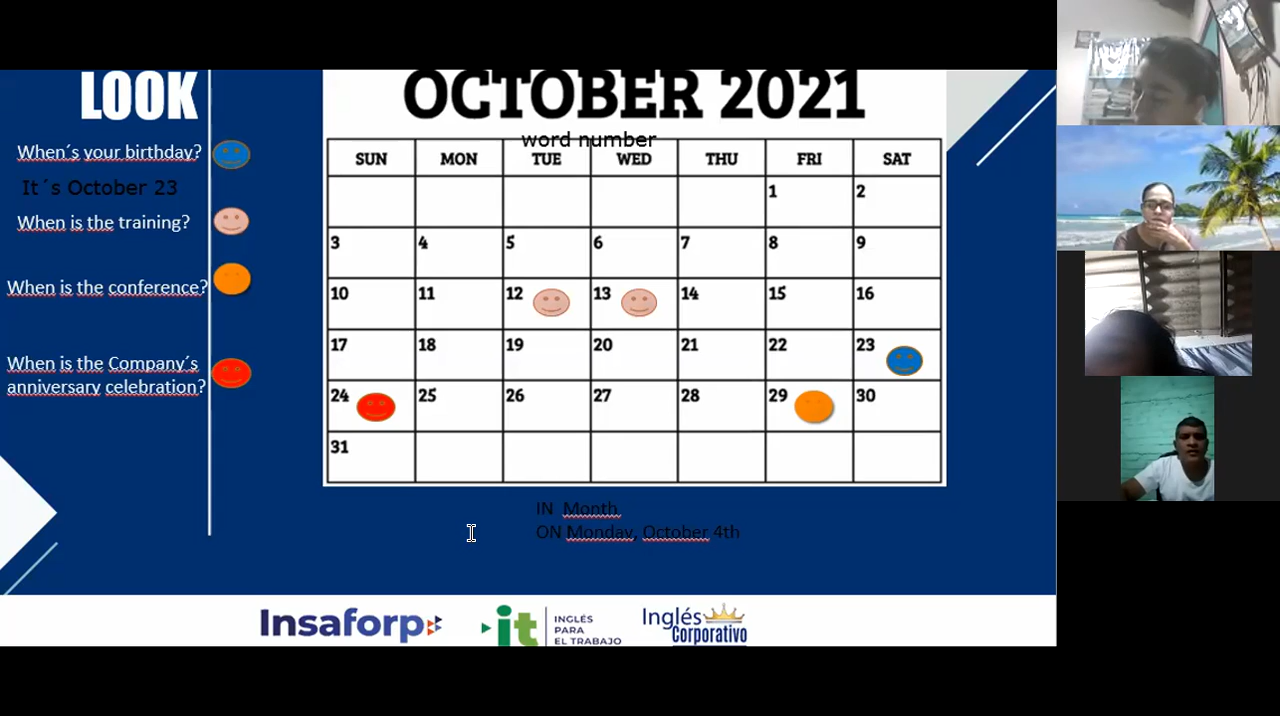 LOOK
When´s your birthday?
It´s October 23
When is the training?
When is the conference?
When is the Company´s
anniversary celebration?
OCTOBER 2021
word number
SUN MON TUE WED THU FRI SAT
1 2
3 4 5 6 7 8 9
10 11 12 13 14 15 16
17 18 19 20 21 22 23
24 25 26 27 28 29 30
31
IN Month
ON Monday, October 4th
Insaforp
it
INGLÉS
PARA
EL TRABAJO
Inglés
Corporativo